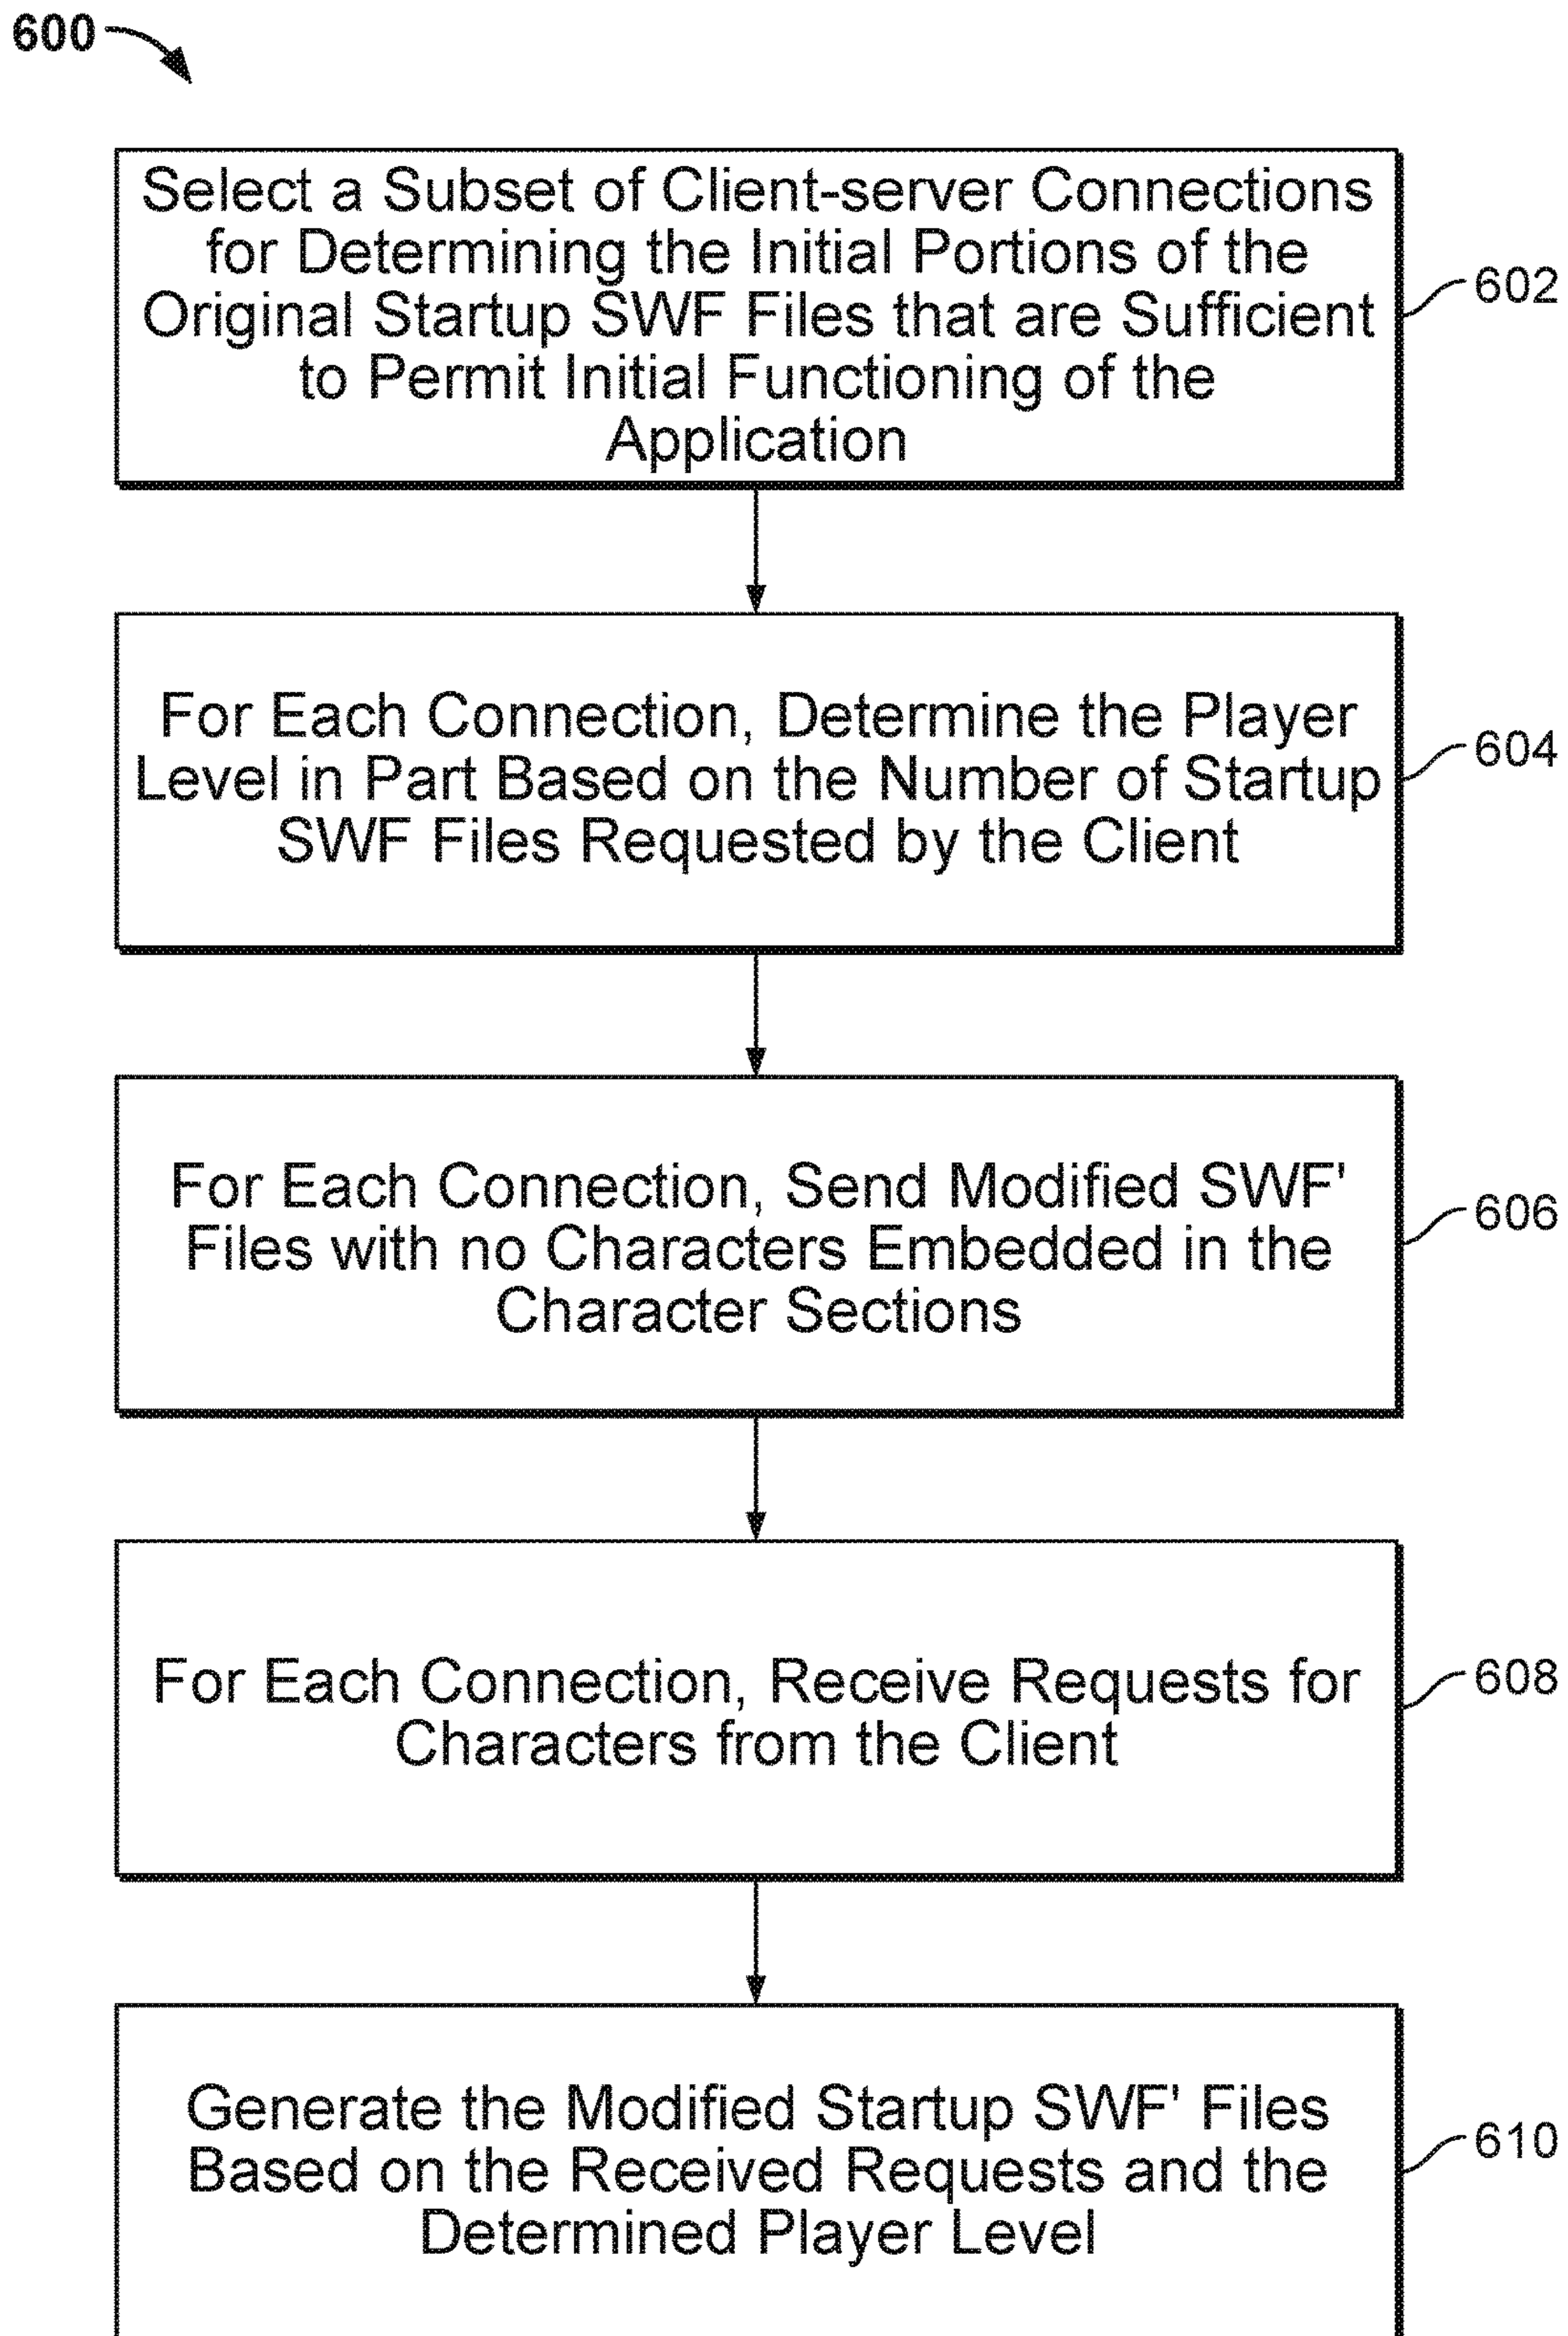 600
Select a Subset of Client-server Connections
for Determining the Initial Portions of the
Original Startup SWF Files that are Sufficient
to Permit Initial Functioning of the
Application
602
For Each Connection, Determine the Player
Level in Part Based on the Number of Startup
SWF Files Requested by the Client
604
For Each Connection, Send Modified SWF'
Files with no Characters Embedded in the
Character Sections
606
For Each Connection, Receive Requests for
Characters from the Client
608
Generate the Modified Startup SWF' Files
Based on the Received Requests and the
Determined Player Level
610